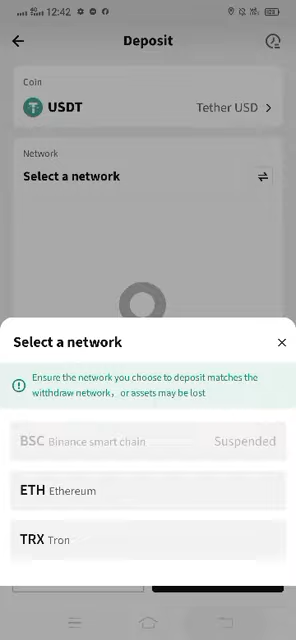 12:42
Deposit
Coin
USDT
Tether USD
Network
Select a network
Select a network
Ensure the network you choose to deposit matches the
witthdraw network, or assets may be lost
BSC Binance smart chain
Suspended
ETH Ethereum
TRX Tron